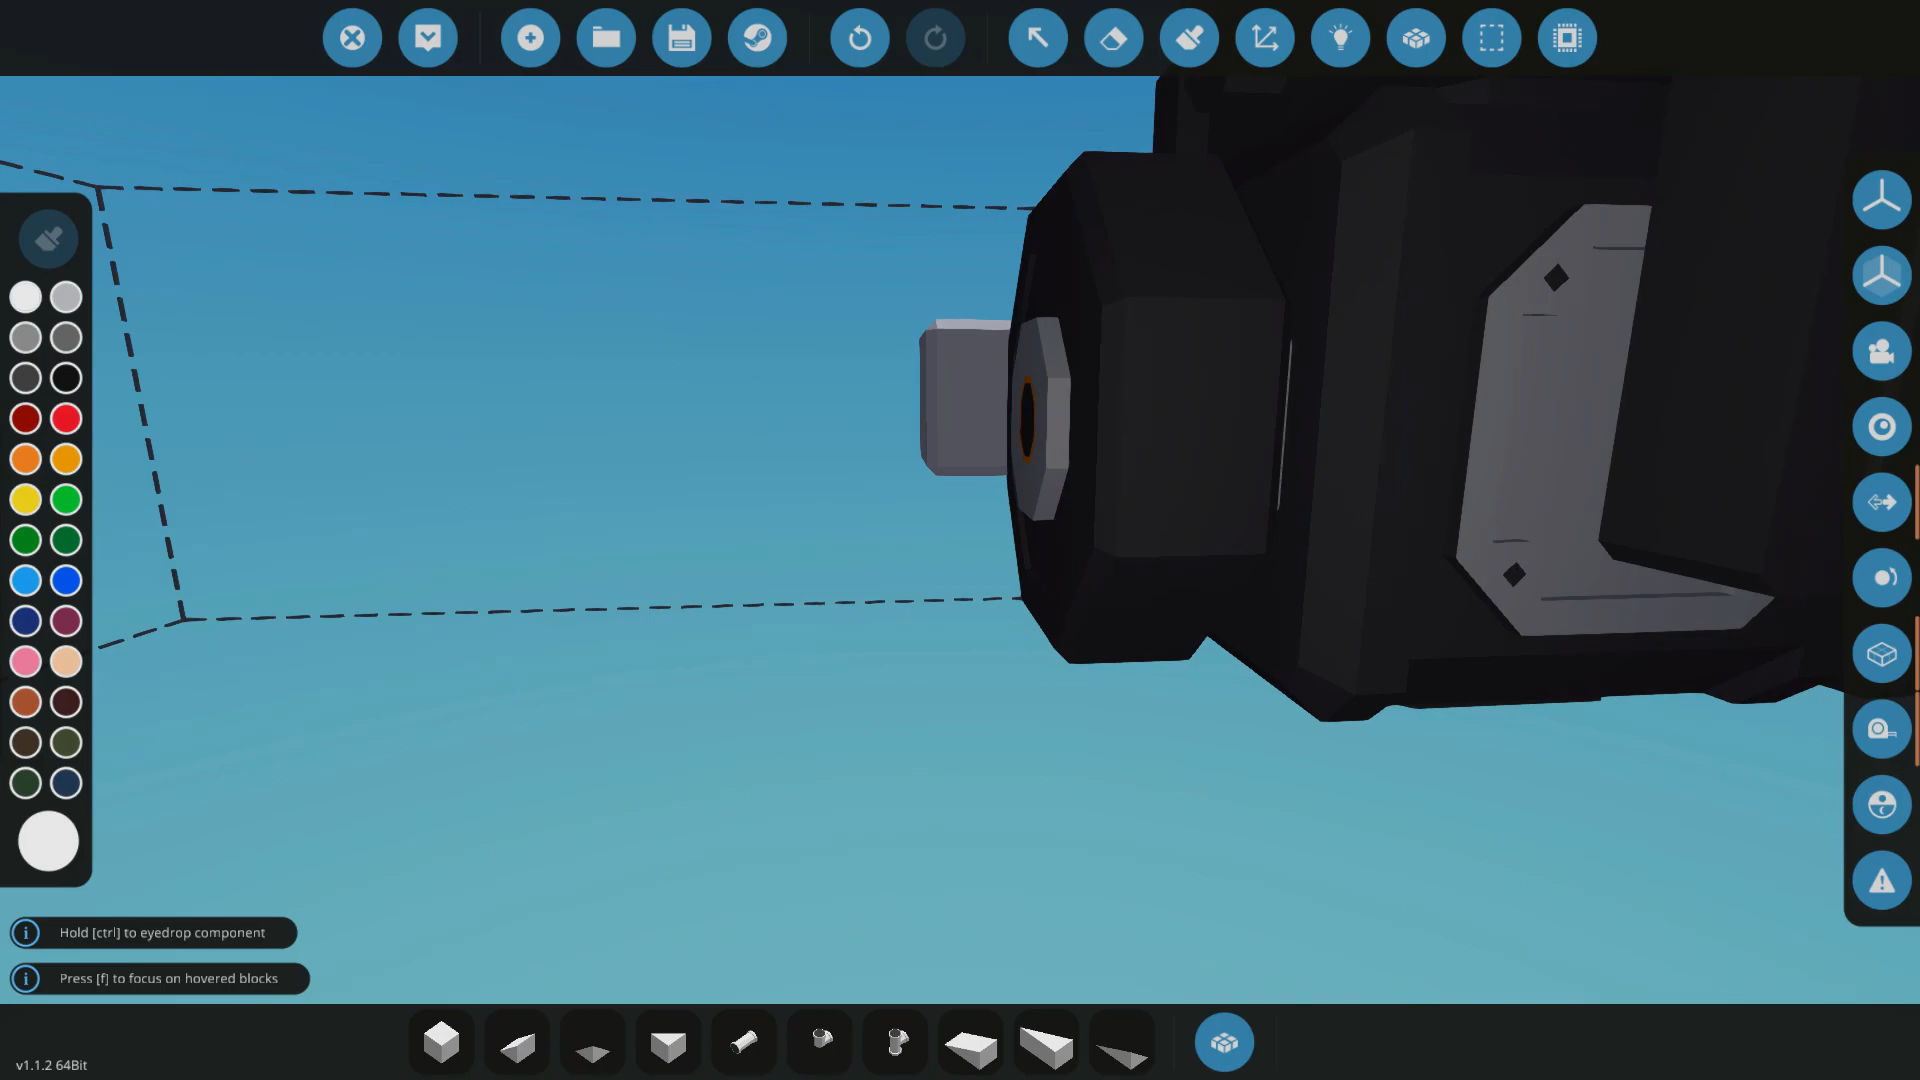 Hold [ctrl] to eyedrop component
Press [f] to focus on hovered blocks
v1.1.2 64Bit